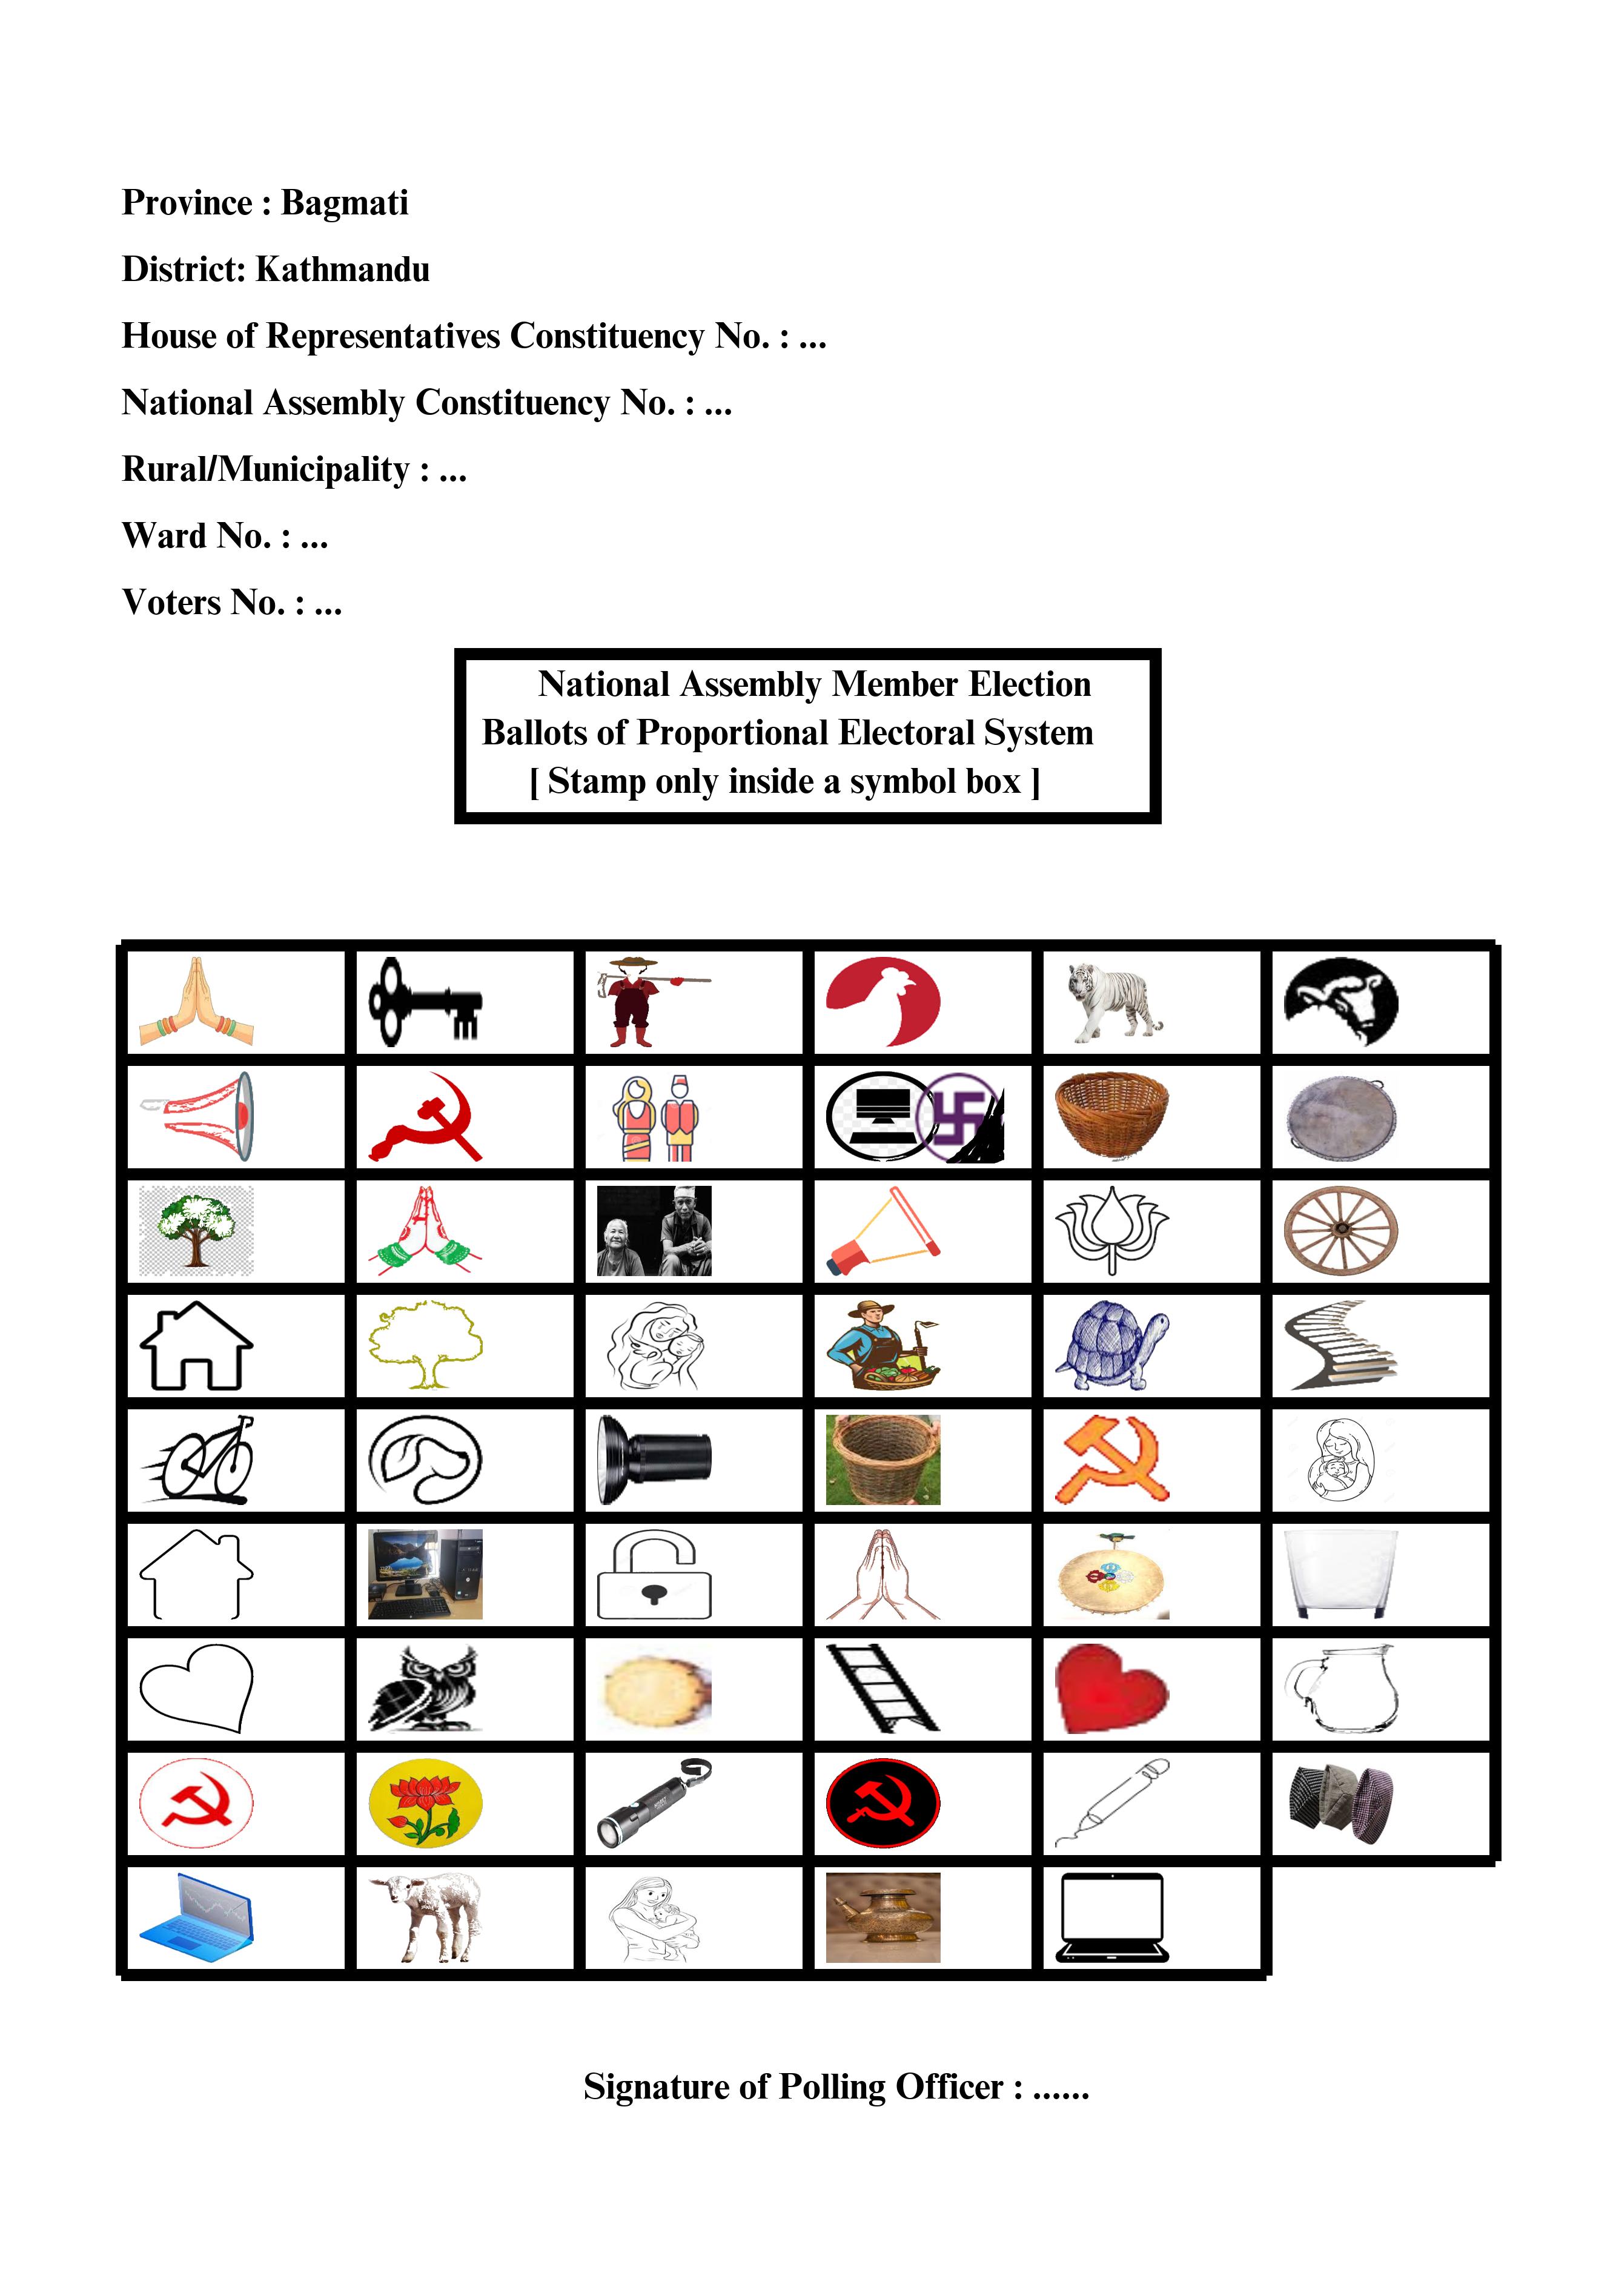 Province : Bagmati
District: Kathmandu
House of Representatives Constituency No. : ...
National Assembly Constituency No. : ...
Rural/Municipality : ...
Ward No. : ...
Voters No. : ...
National Assembly Member Election
Ballots of Proportional Electoral System
[ Stamp only inside a symbol box ]
Signature of Polling Officer : ......